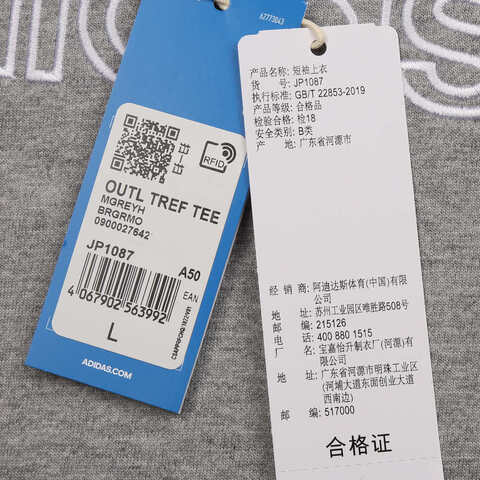 A2773043
RFID
OUTL TREF TEE
MGREYH
BRGRMO
0900027642
JP1087
A50
EAN
4 067902 563992
L
ADIDAS.COM
产品名称: 短袖上衣
货 号: JP1087
执行标准: GB/T 22853-2019
产品等级: 合格品
检验合格: 检18
安全类别: B类
产 地: 广东省河源市
经 销 商: 阿迪达斯体育(中国)有限
公司
地 址: 苏州工业园区唯胜路508号
邮 编: 215126
电 话: 400 880 1515
厂 名: 宝嘉怡升制衣厂(河源)有
限公司
地 址: 广东省河源市明珠工业区
(河埔大道东面创业大道
西南边)
邮 编: 517000
合格证